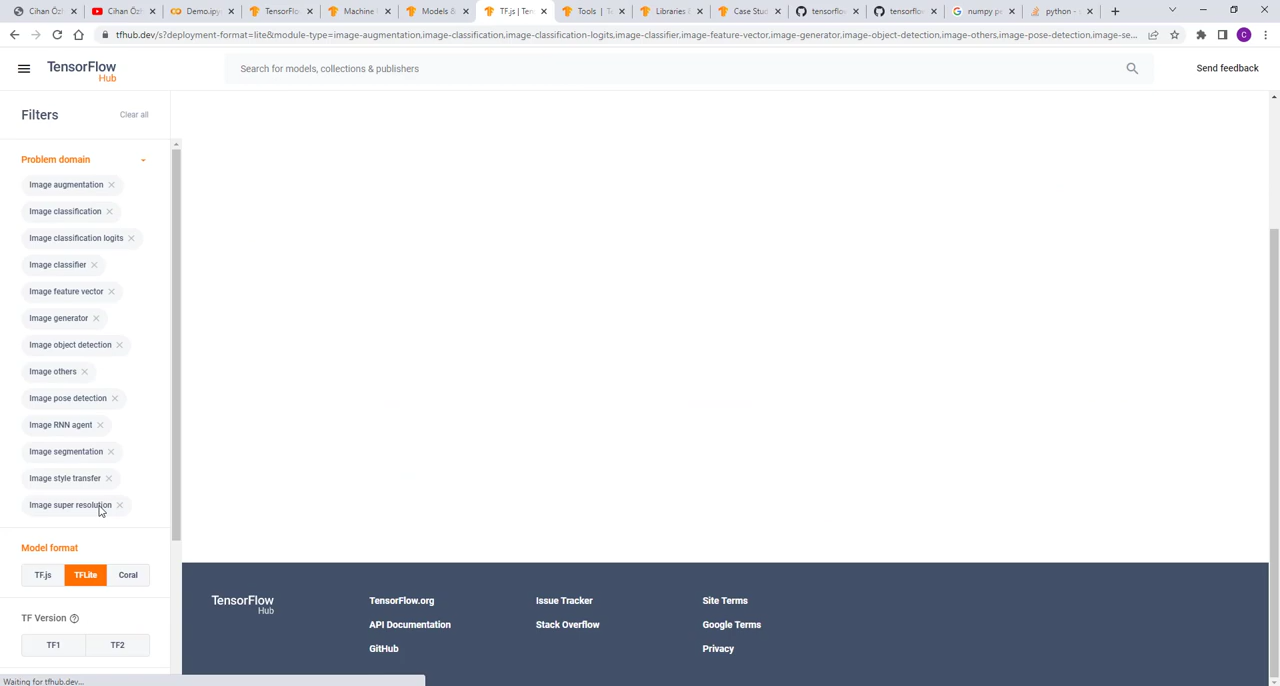 Cihan Özl
Cihan Özf
Demo.ipy
TensorFlo
Machine
Models &
TF.js | Ten
Tools | T
Libraries &
Case Stud
tensorflow
tensorflow
numpy pe
python -
tfhub.dev/s?deployment-format=lite&module-type=image-augmentation,image-classification,image-classification-logits,image-classifier,image-feature-vector,image-generator,image-object-detection,image-others,image-pose-detection,image-se...
C
TensorFlow
Hub
Search for models, collections & publishers
Send feedback
Filters
Clear all
Problem domain
Image augmentation
Image classification
Image classification logits
Image classifier
Image feature vector
Image generator
Image object detection
Image others
Image pose detection
Image RNN agent
Image segmentation
Image style transfer
Image super resolution
Model format
TF.js TFLite Coral
TF Version
TF1 TF2
TensorFlow
Hub
TensorFlow.org
API Documentation
GitHub
Issue Tracker
Stack Overflow
Site Terms
Google Terms
Privacy
Waiting for tfhub.dev...